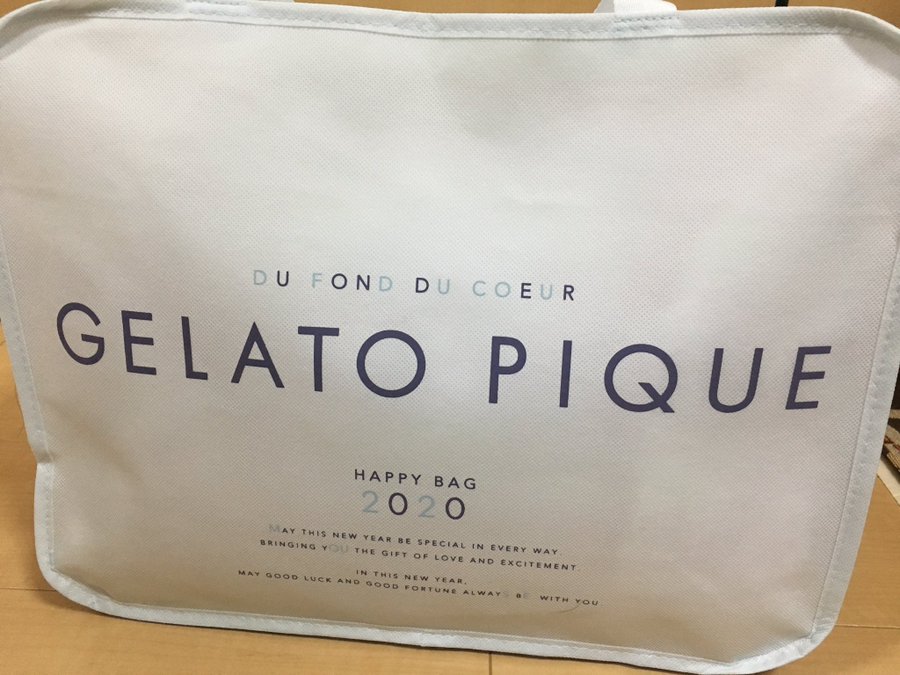 DU FOND DU COEUR
GELATO PIQUE
HAPPY BAG
2020
MAY THIS NEW YEAR BE SPECIAL IN EVERY WAY.
BRINGING YOU THE GIFT OF LOVE AND EXCITEMENT
IN THIS NEW YEAR,
MAY GOOD LUCK AND GOOD FORTUNE ALWAYS BE WITH YOU